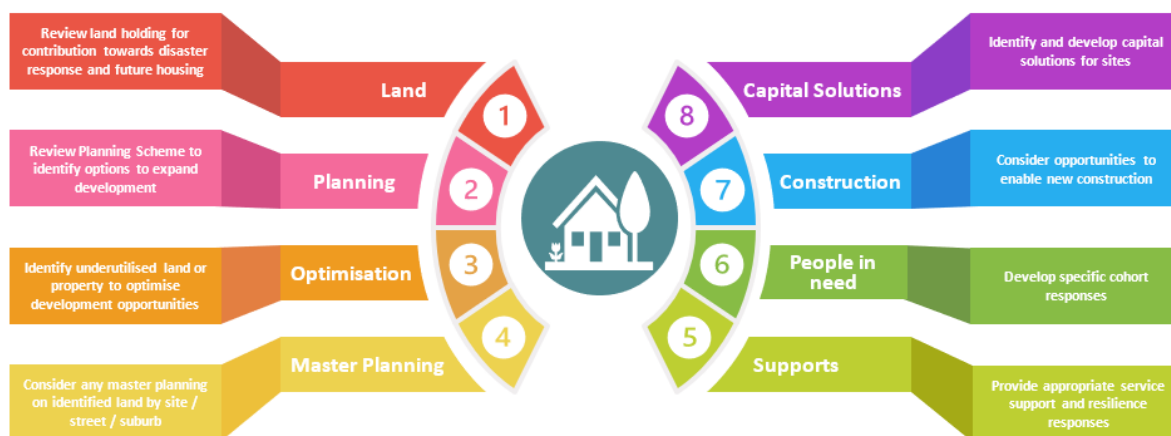 Review land holding for
contribution towards disaster
response and future housing
Land
1
Review Planning Scheme to
identify options to expand
development
Planning
2
Identify underutilised land or
property to optimise
development opportunities
Optimisation
3
Consider any master planning
on identified land by site /
street / suburb
Master Planning
4
8
Capital Solutions
Identify and develop capital
solutions for sites
7
Construction
Consider opportunities to
enable new construction
6
People in
need
Develop specific cohort
responses
5
Supports
Provide appropriate service
support and resilience
responses